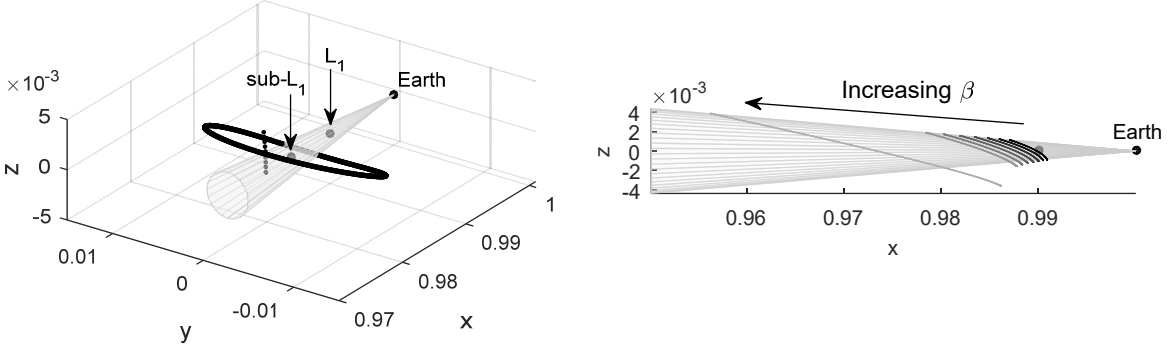 ×10⁻³
5
0
-5
z
sub-L₁
L₁
Earth
0.01
0
-0.01
y
1
0.99
0.98
0.97
x
Increasing β
×10⁻³
4
2
0
-2
-4
z
Earth
0.96
0.97
0.98
0.99
x